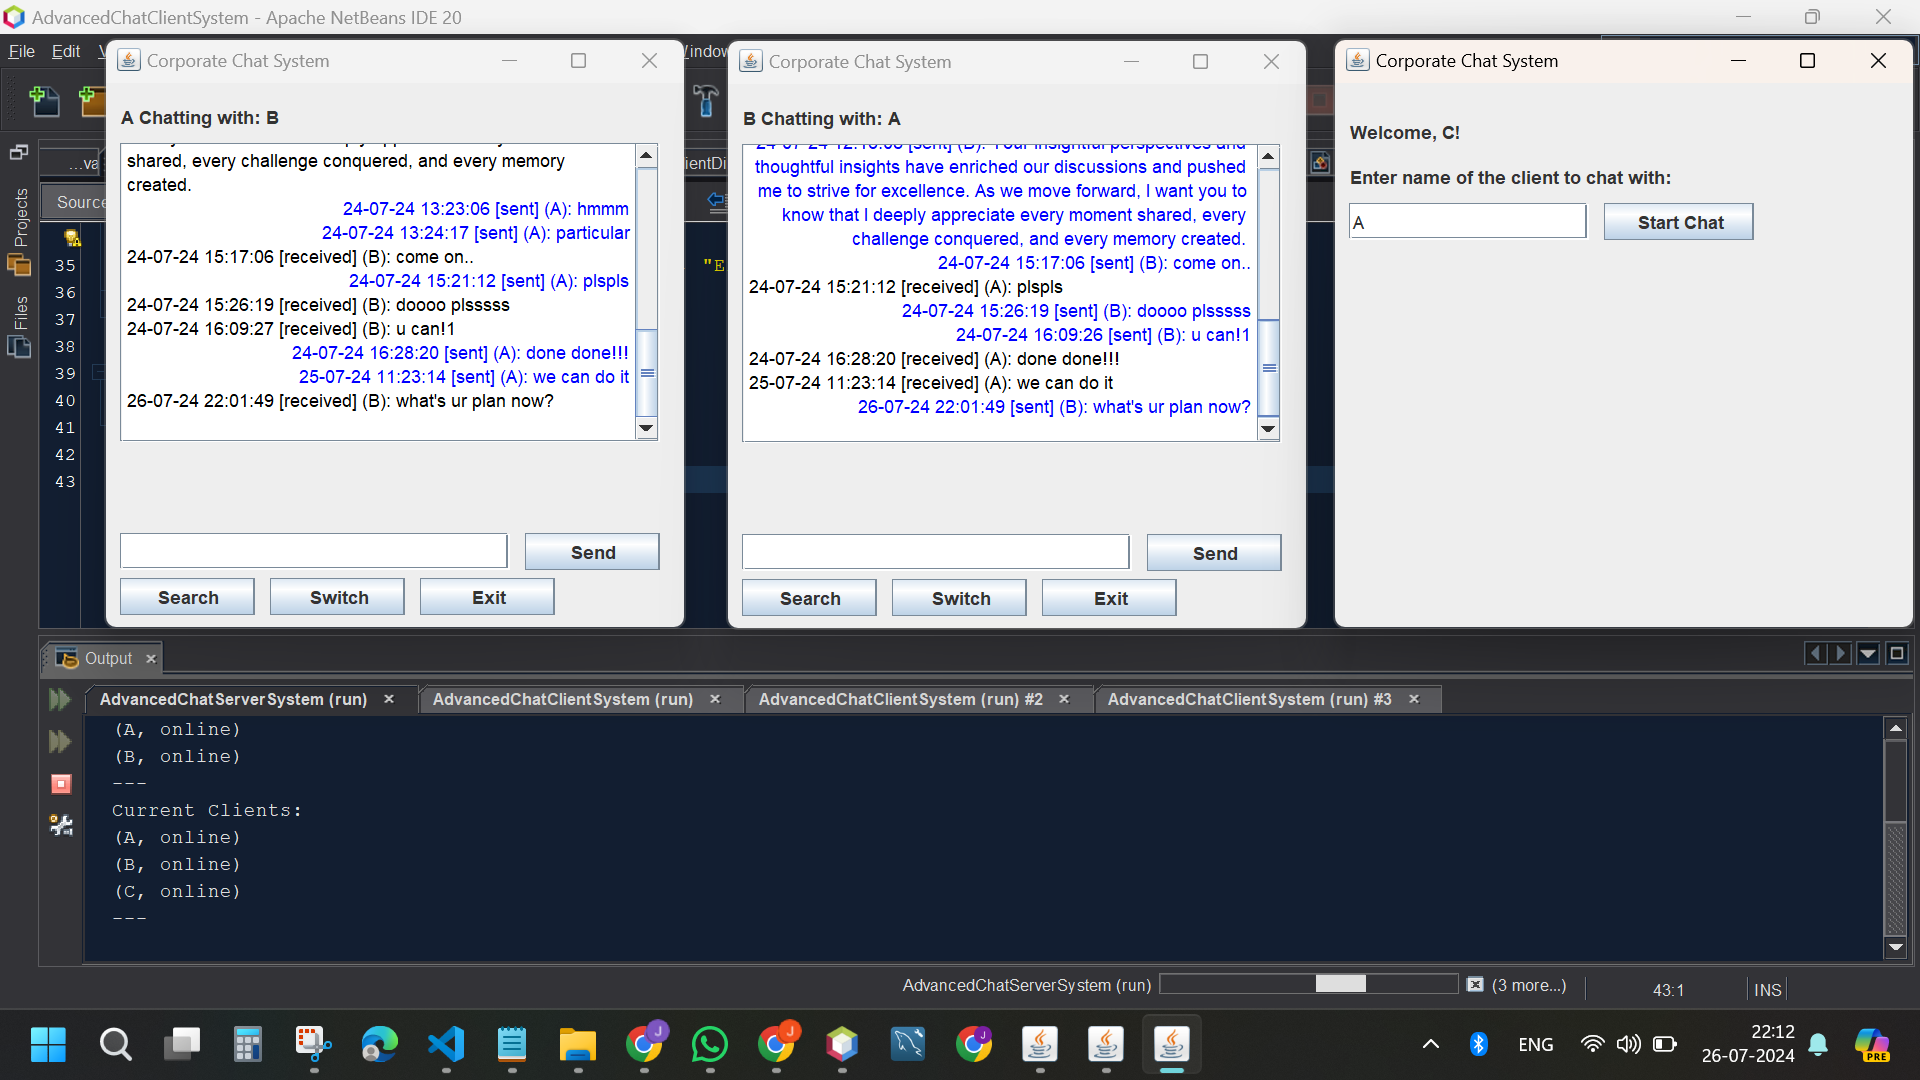 AdvancedChatClientSystem - Apache NetBeans IDE 20
File Edit
Corporate Chat System
A Chatting with: B
shared, every challenge conquered, and every memory
created.
24-07-24 13:23:06 [sent] (A): hmmm
24-07-24 13:24:17 [sent] (A): particular
24-07-24 15:17:06 [received] (B): come on..
24-07-24 15:21:12 [sent] (A): plspls
24-07-24 15:26:19 [received] (B): doooo plsssss
24-07-24 16:09:27 [received] (B): u can!1
24-07-24 16:28:20 [sent] (A): done done!!!
25-07-24 11:23:14 [sent] (A): we can do it
26-07-24 22:01:49 [received] (B): what's ur plan now?
Send
Search Switch Exit
Corporate Chat System
B Chatting with: A
24-07-24 12:16:03 [sent] (B): Your insightful perspectives and
thoughtful insights have enriched our discussions and pushed
me to strive for excellence. As we move forward, I want you to
know that I deeply appreciate every moment shared, every
challenge conquered, and every memory created.
24-07-24 15:17:06 [sent] (B): come on..
24-07-24 15:21:12 [received] (A): plspls
24-07-24 15:26:19 [sent] (B): doooo plsssss
24-07-24 16:09:26 [sent] (B): u can!1
24-07-24 16:28:20 [received] (A): done done!!!
25-07-24 11:23:14 [received] (A): we can do it
26-07-24 22:01:49 [sent] (B): what's ur plan now?
Send
Search Switch Exit
Corporate Chat System
Welcome, C!
Enter name of the client to chat with:
A Start Chat
...va
Source
Projects
Files
"E
35
36
37
38
39
40
41
42
43
Output
AdvancedChatServerSystem (run) AdvancedChatClientSystem (run) AdvancedChatClientSystem (run) #2 AdvancedChatClientSystem (run) #3
(A, online)
(B, online)
---
Current Clients:
(A, online)
(B, online)
(C, online)
---
AdvancedChatServerSystem (run) (3 more...) 43:1 INS
ENG
22:12
26-07-2024
PRE